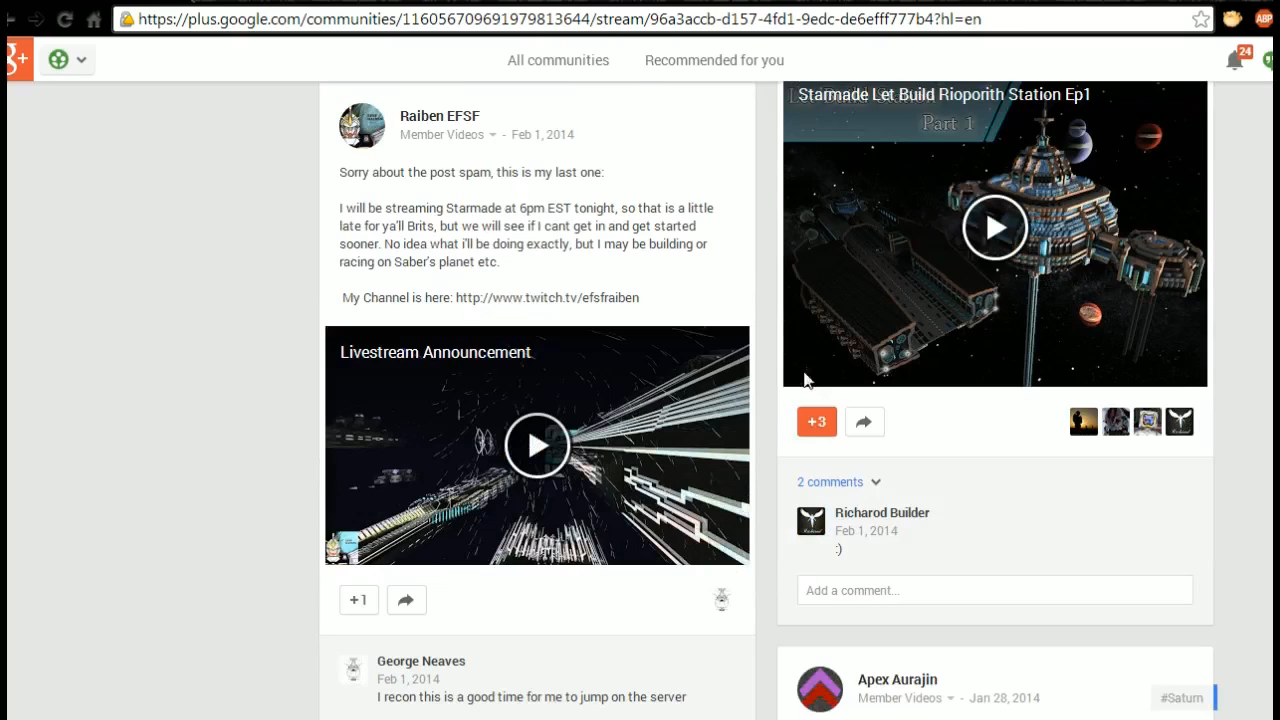 https://plus.google.com/communities/116056709691979813644/stream/96a3accb-d157-4fd1-9edc-de6efff777b4?hl=en
ABP
g+
All communities
Recommended for you
24
Raiben EFSF
Member Videos - Feb 1, 2014
Sorry about the post spam, this is my last one:
I will be streaming Starmade at 6pm EST tonight, so that is a little
late for ya'll Brits, but we will see if I cant get in and get started
sooner. No idea what i'll be doing exactly, but I may be building or
racing on Saber's planet etc.
My Channel is here: http://www.twitch.tv/efsfraiben
Livestream Announcement
+1
George Neaves
Feb 1, 2014
I recon this is a good time for me to jump on the server
Starmade Let Build Rioporith Station Ep1
Part 1
+3
2 comments
Richarod Builder
Feb 1, 2014
:)
Add a comment...
Apex Aurajin
Member Videos - Jan 28, 2014
#Saturn